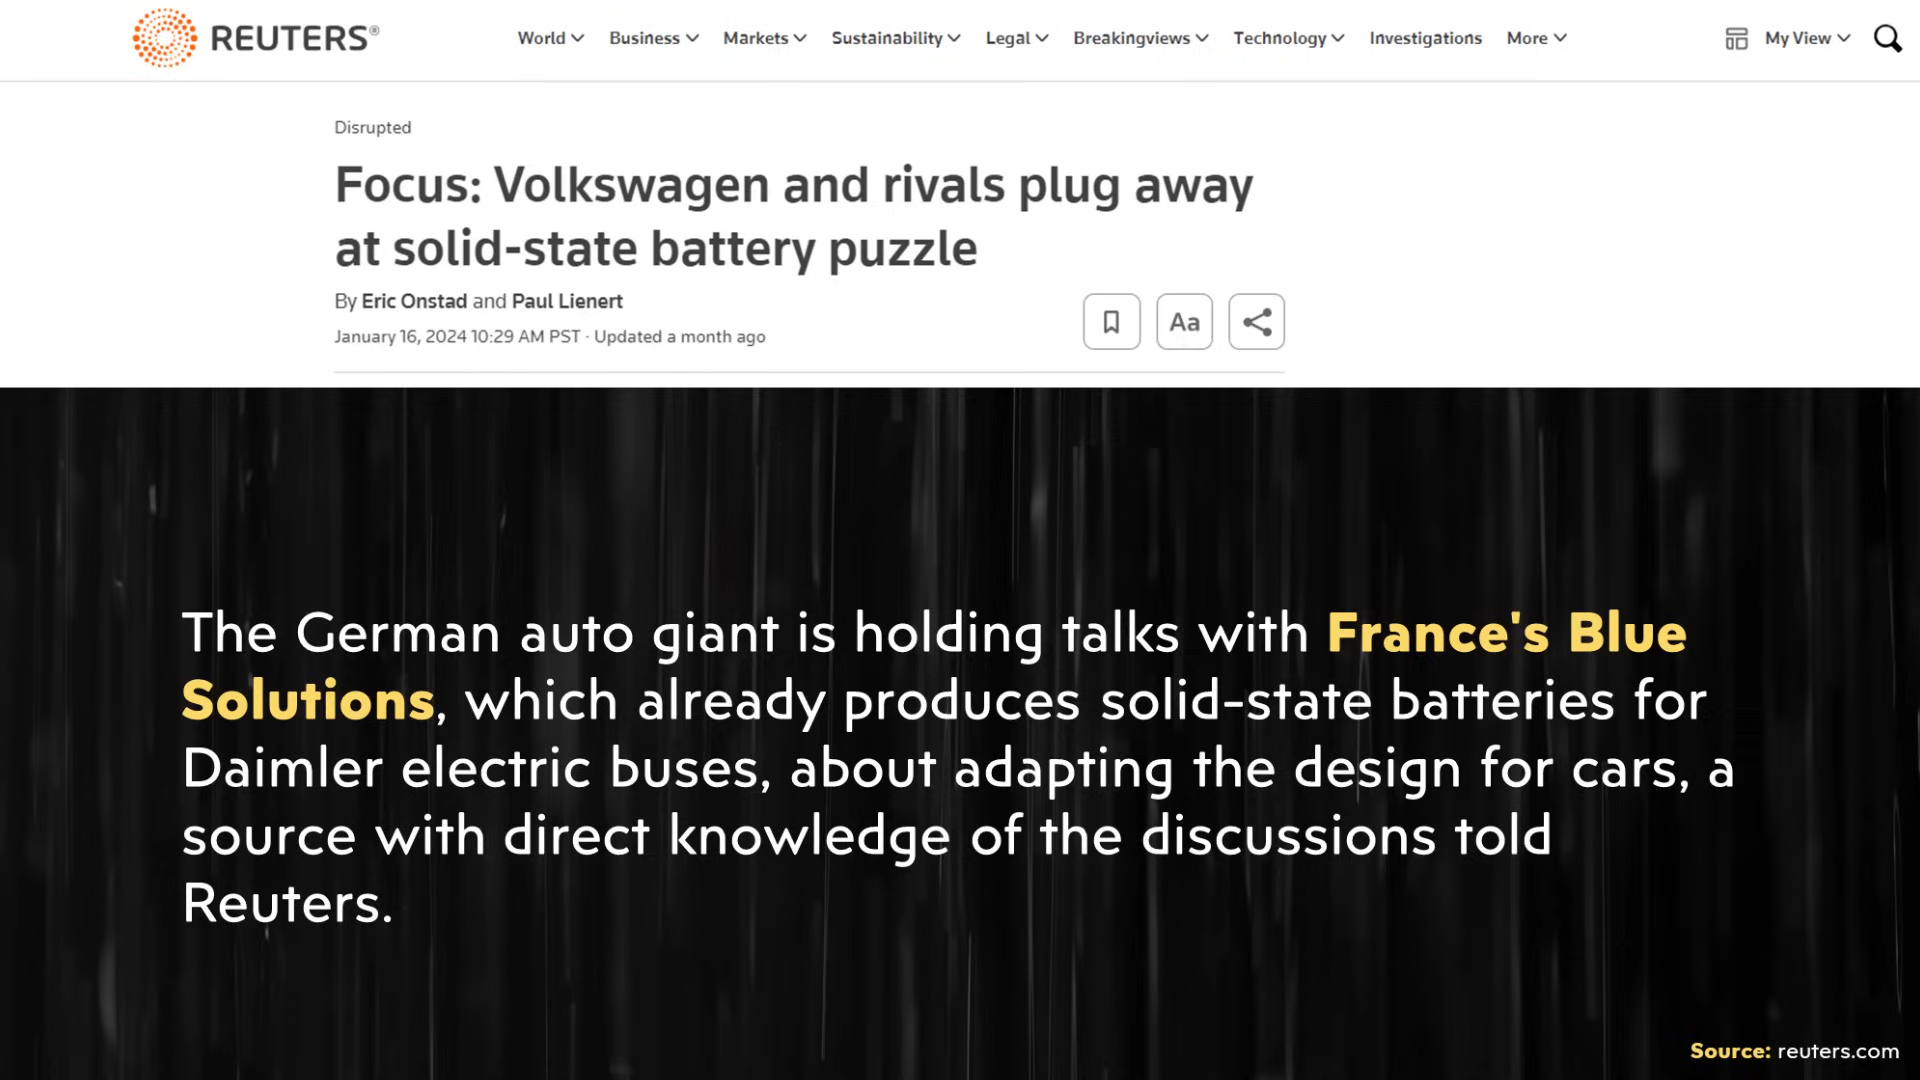 REUTERS®
World Business Markets Sustainability Legal Breakingviews Technology Investigations More My View
Disrupted
Focus: Volkswagen and rivals plug away
at solid-state battery puzzle
By Eric Onstad and Paul Lienert
January 16, 2024 10:29 AM PST · Updated a month ago
Aa
The German auto giant is holding talks with France's Blue
Solutions, which already produces solid-state batteries for
Daimler electric buses, about adapting the design for cars, a
source with direct knowledge of the discussions told
Reuters.
Source: reuters.com